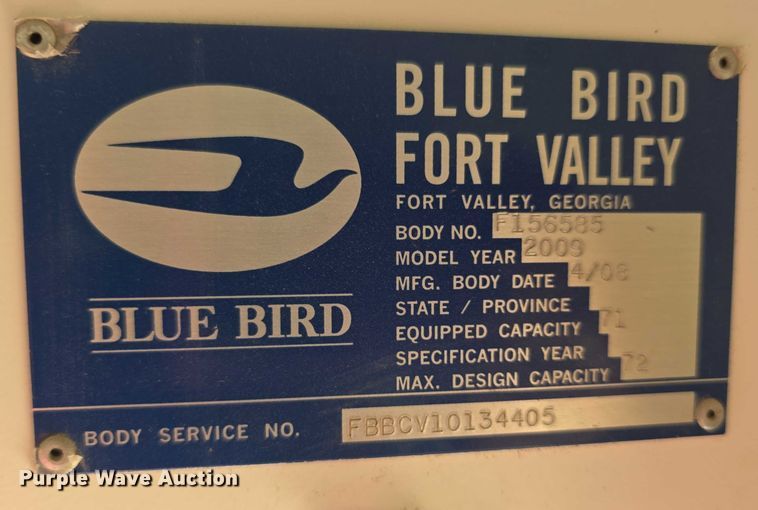 BLUE BIRD
FORT VALLEY
FORT VALLEY, GEORGIA
BODY NO. F156585
MODEL YEAR 2009
MFG. BODY DATE 4/08
STATE / PROVINCE
EQUIPPED CAPACITY 71
SPECIFICATION YEAR
MAX. DESIGN CAPACITY 72
BLUE BIRD
BODY SERVICE NO. FBBCV10134405
Purple Wave Auction